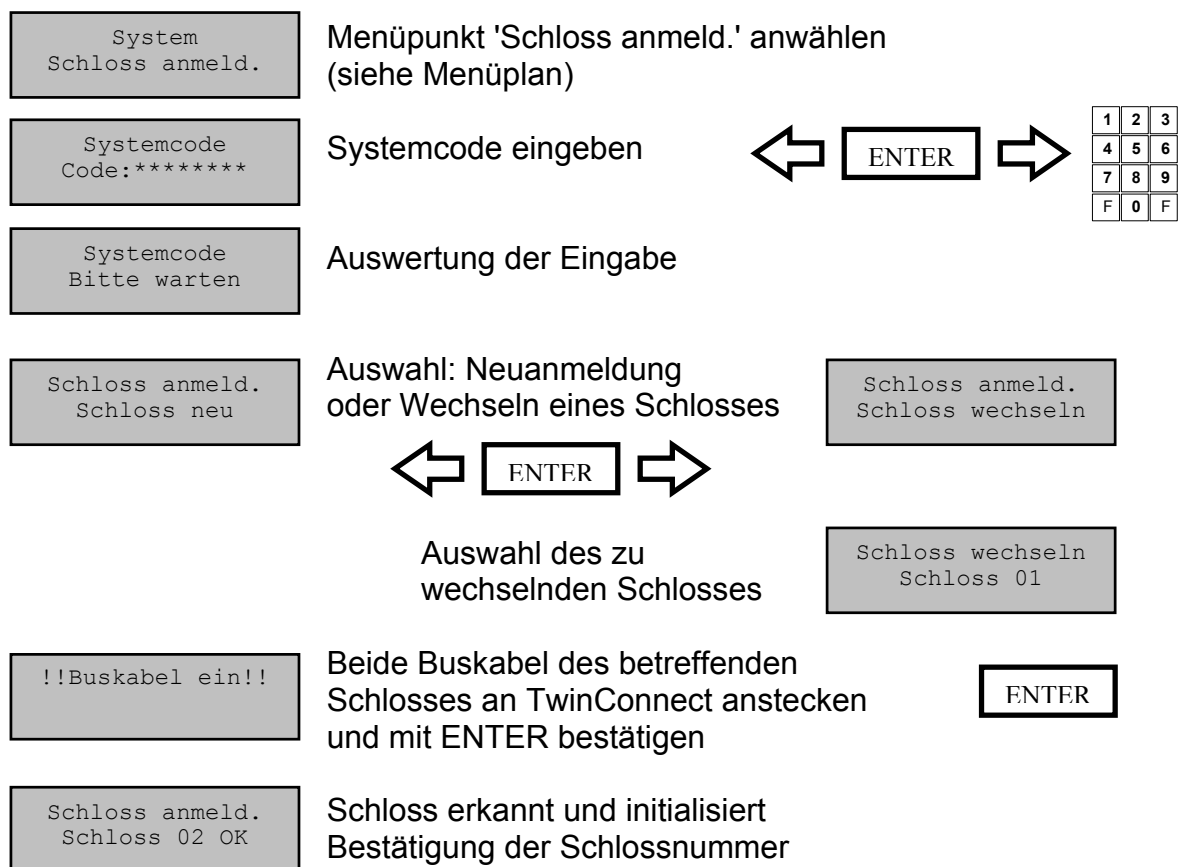 System
Schloss anmeld.
Menüpunkt 'Schloss anmeld.' anwählen
(siehe Menüplan)
Systemcode
Code:********
Systemcode eingeben
ENTER
1 2 3
4 5 6
7 8 9
F 0 F
Systemcode
Bitte warten
Auswertung der Eingabe
Schloss anmeld.
Schloss neu
Auswahl: Neuanmeldung
oder Wechseln eines Schlosses
Schloss anmeld.
Schloss wechseln
ENTER
Auswahl des zu
wechselnden Schlosses
Schloss wechseln
Schloss 01
!!Buskabel ein!!
Beide Buskabel des betreffenden
Schlosses an TwinConnect anstecken
und mit ENTER bestätigen
ENTER
Schloss anmeld.
Schloss 02 OK
Schloss erkannt und initialisiert
Bestätigung der Schlossnummer